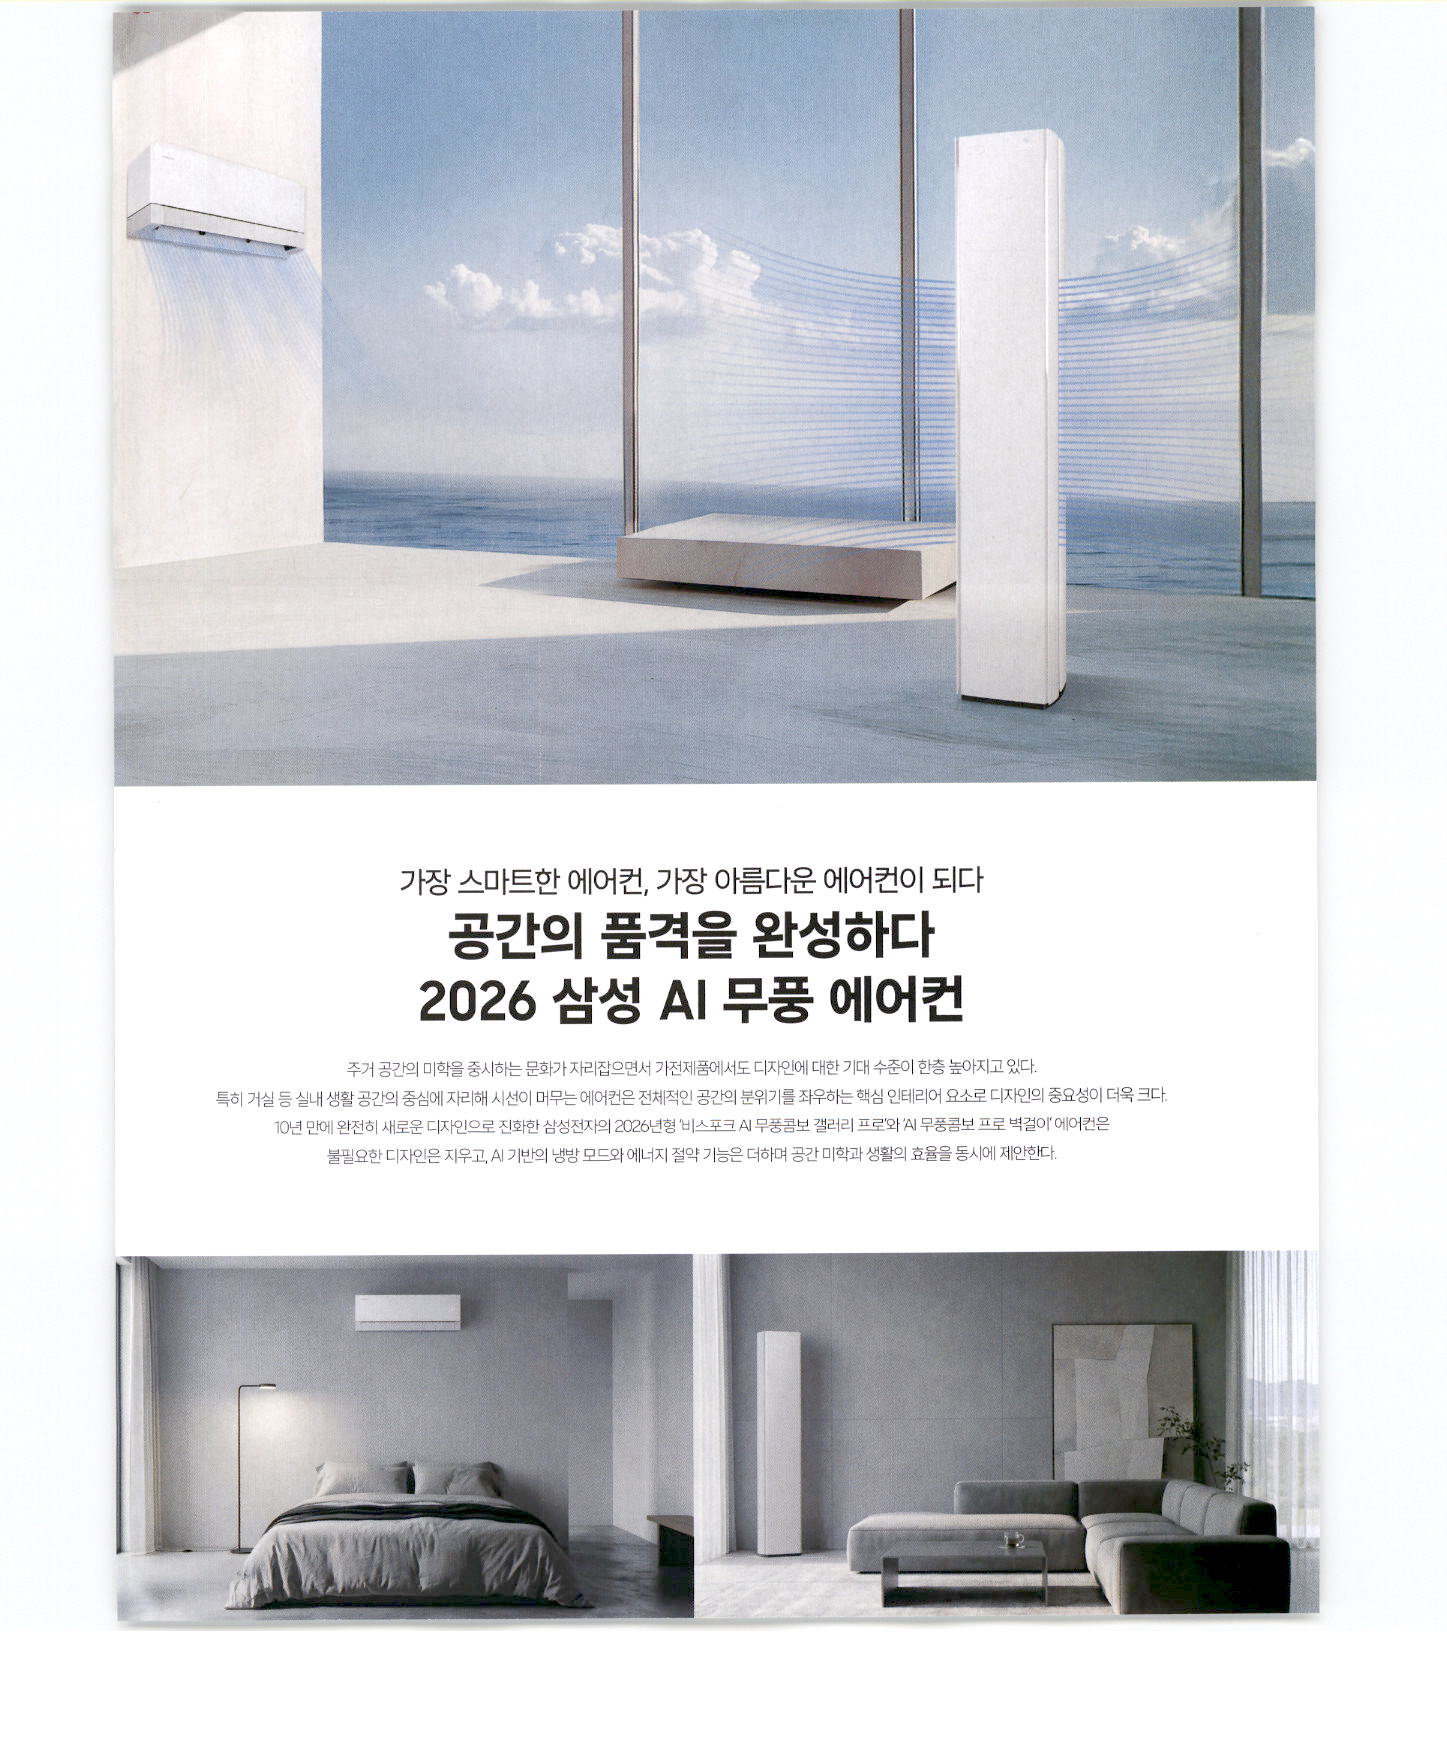 가장 스마트한 에어컨, 가장 아름다운 에어컨이 되다
공간의 품격을 완성하다
2026 삼성 AI 무풍 에어컨
주거 공간의 미학을 중시하는 문화가 자리잡으면서 가전제품에서도 디자인에 대한 기대 수준이 한층 높아지고 있다.
특히 거실 등 실내 생활 공간의 중심에 자리해 시선이 머무는 에어컨은 전체적인 공간의 분위기를 좌우하는 핵심 인테리어 요소로 디자인의 중요성이 더욱 크다.
10년 만에 완전히 새로운 디자인으로 진화한 삼성전자의 2026년형 ‘비스포크 AI 무풍콤보 갤러리 프로’와 ‘AI 무풍콤보 프로 벽걸이’ 에어컨은
불필요한 디자인은 지우고, AI 기반의 냉방 모드와 에너지 절약 기능은 더하며 공간 미학과 생활의 효율을 동시에 제안한다.